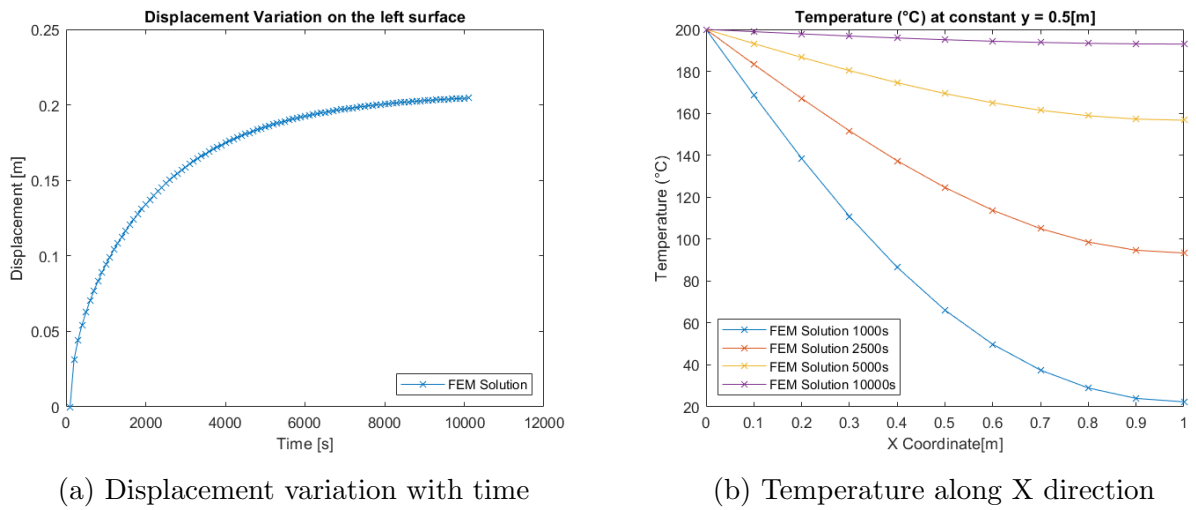 Displacement Variation on the left surface
0.25
0.2
0.15
0.1
0.05
0
Displacement [m]
FEM Solution
0
2000
4000
6000
8000
10000
12000
Time [s]
(a) Displacement variation with time
Temperature (°C) at constant y = 0.5[m]
200
180
160
140
120
100
80
60
40
20
Temperature (°C)
FEM Solution 1000s
FEM Solution 2500s
FEM Solution 5000s
FEM Solution 10000s
0
0.1
0.2
0.3
0.4
0.5
0.6
0.7
0.8
0.9
1
X Coordinate[m]
(b) Temperature along X direction